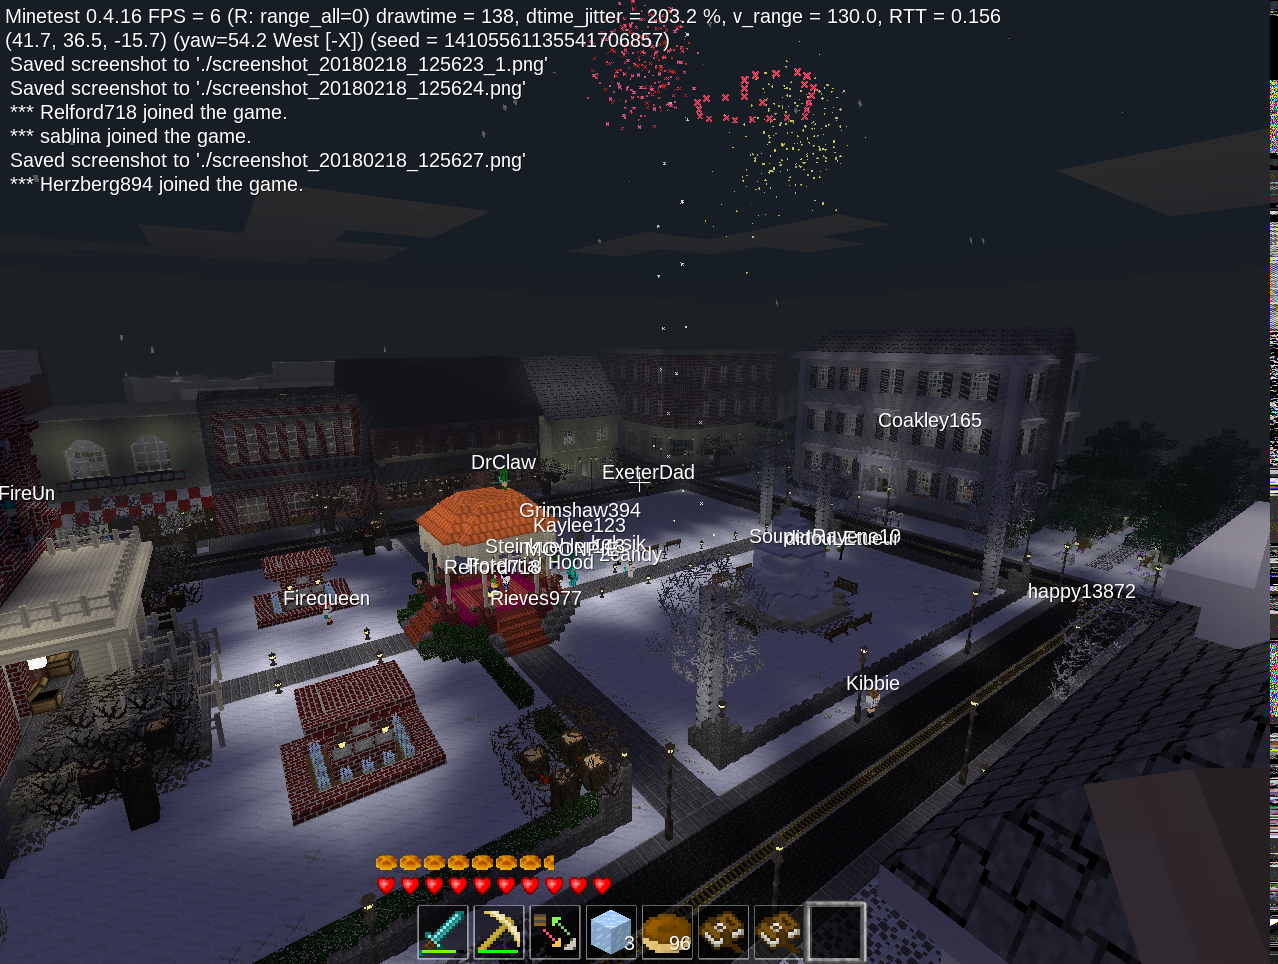 Minetest 0.4.16 FPS = 6 (R: range_all=0) drawtime = 138, dtime_jitter = 203.2 %, v_range = 130.0, RTT = 0.156
(41.7, 36.5, -15.7) (yaw=54.2 West [-X]) (seed = 14105561135541706857)
Saved screenshot to './screenshot_20180218_125623_1.png'
Saved screenshot to './screenshot_20180218_125624.png'
*** Relford718 joined the game.
*** sablina joined the game.
Saved screenshot to './screenshot_20180218_125627.png'
*** Herzberg894 joined the game.
Coakley165
DrClaw
ExeterDad
FireUn
Grimshaw394
Kaylee123
Hood
Relford718
Firequeen
Rieves977
happy13872
Kibbie
3
96